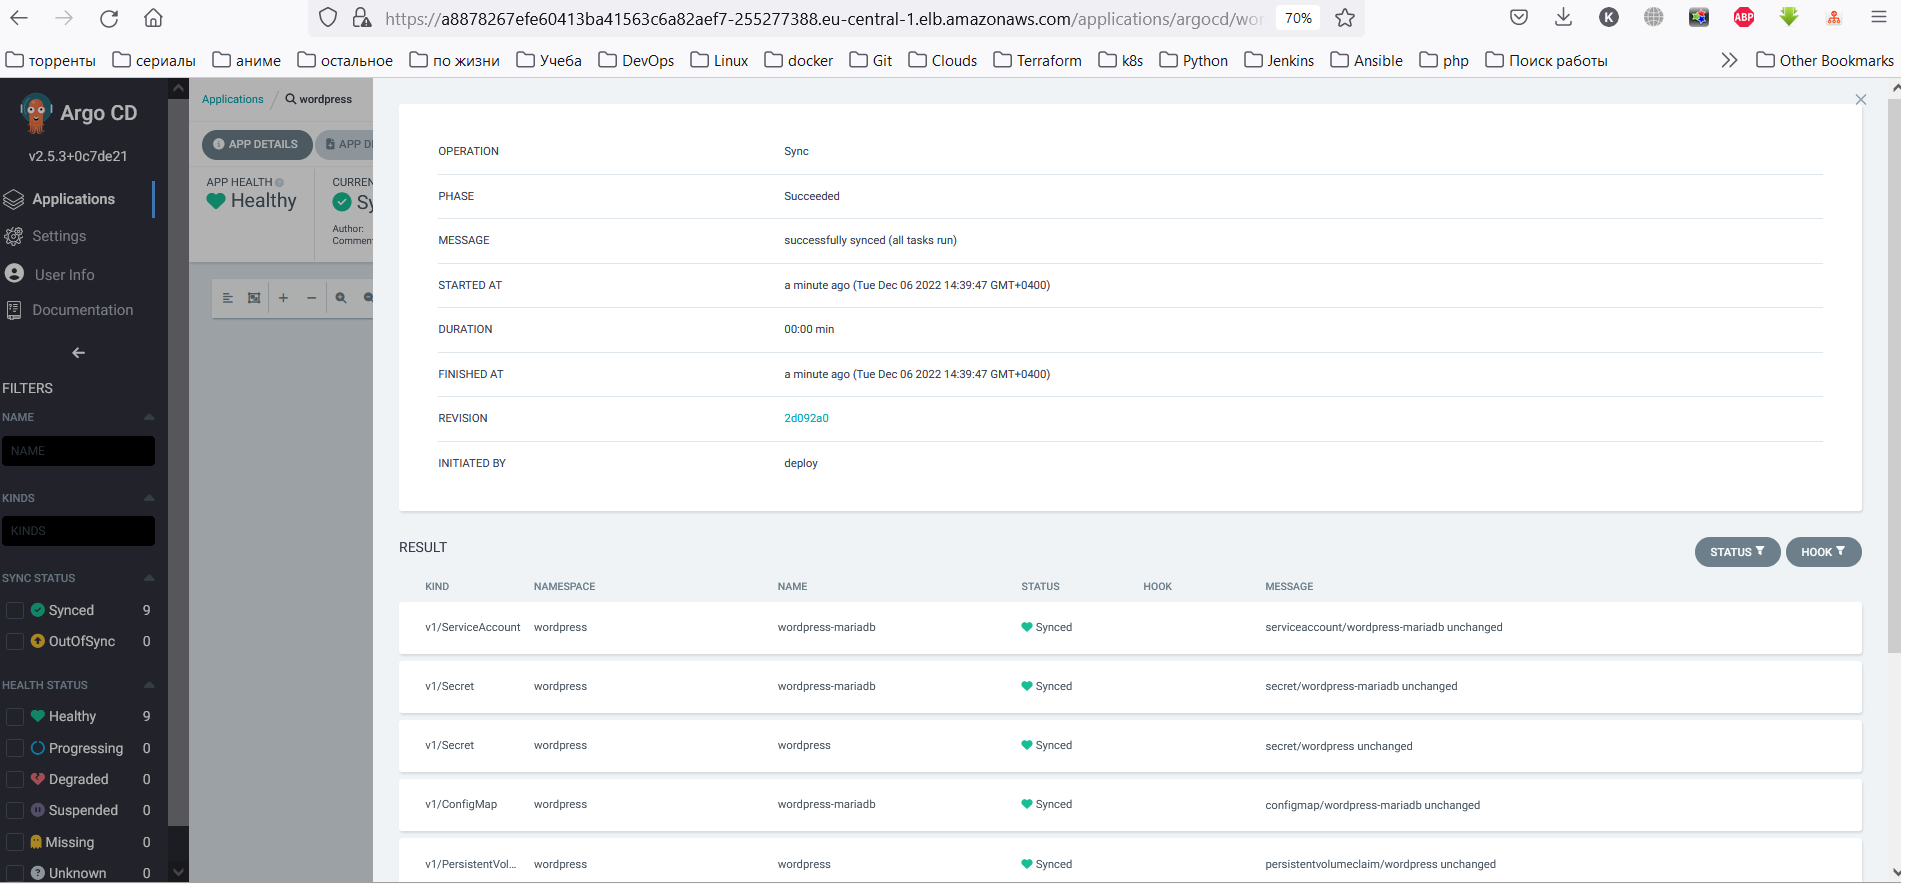 https://a8878267efe60413ba41563c6a82aef7-255277388.eu-central-1.elb.amazonaws.com/applications/argocd/wor
70%
K
ABP
торренты сериалы аниме остальное по жизни Учеба DevOps Linux docker Git Clouds Terraform k8s Python Jenkins Ansible php Поиск работы Other Bookmarks
Argo CD
v2.5.3+0c7de21
Applications
Settings
User Info
Documentation
FILTERS
NAME
NAME
KINDS
KINDS
SYNC STATUS
Synced 9
OutOfSync 0
HEALTH STATUS
Healthy 9
Progressing 0
Degraded 0
Suspended 0
Missing 0
Unknown 0
Applications / wordpress
APP DETAILS APP D
APP HEALTH
Healthy
CURREN
Sy
Author:
Commen
OPERATION Sync
PHASE Succeeded
MESSAGE successfully synced (all tasks run)
STARTED AT a minute ago (Tue Dec 06 2022 14:39:47 GMT+0400)
DURATION 00:00 min
FINISHED AT a minute ago (Tue Dec 06 2022 14:39:47 GMT+0400)
REVISION 2d092a0
INITIATED BY deploy
RESULT
STATUS HOOK
KIND NAMESPACE NAME STATUS HOOK MESSAGE
v1/ServiceAccount wordpress wordpress-mariadb Synced serviceaccount/wordpress-mariadb unchanged
v1/Secret wordpress wordpress-mariadb Synced secret/wordpress-mariadb unchanged
v1/Secret wordpress wordpress Synced secret/wordpress unchanged
v1/ConfigMap wordpress wordpress-mariadb Synced configmap/wordpress-mariadb unchanged
v1/PersistentVol... wordpress wordpress Synced persistentvolumeclaim/wordpress unchanged